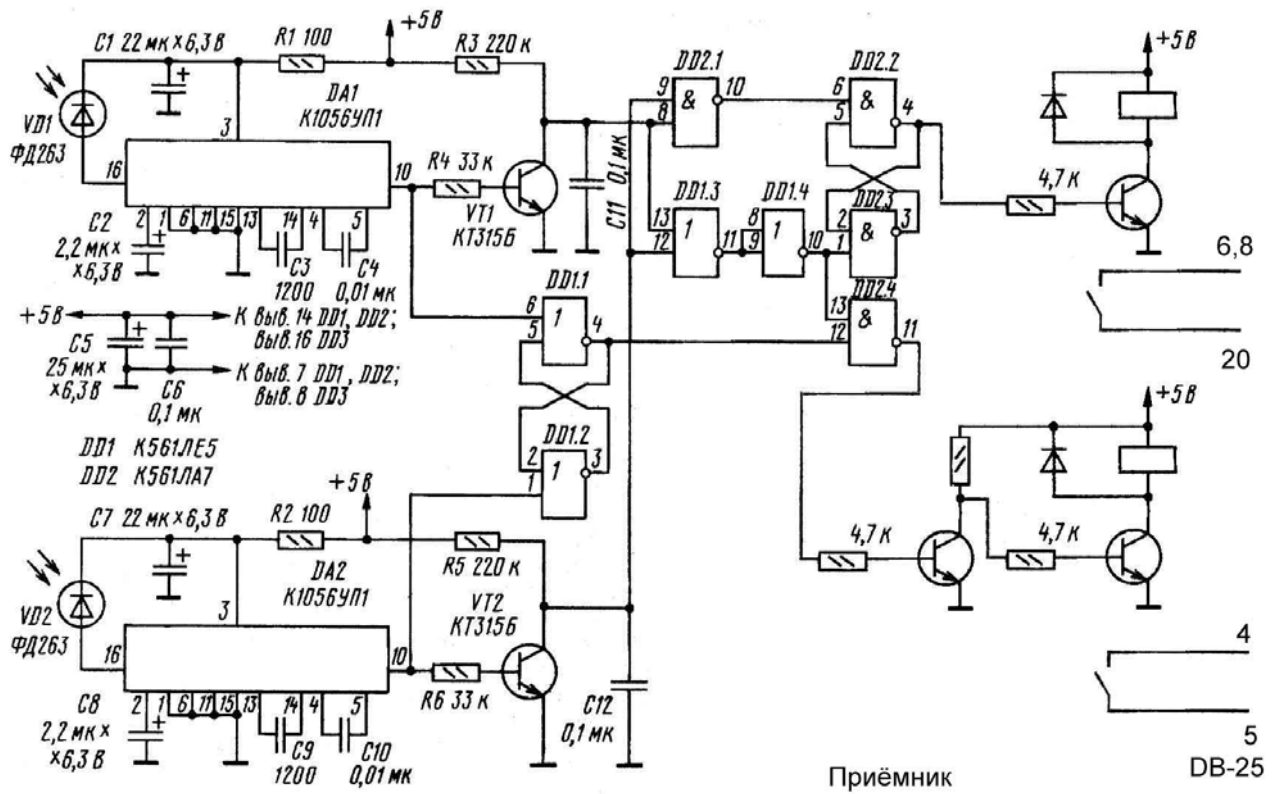 С1 22 мк×6,3 В
R1 100
+5В
R3 220 к
DA1
К1056УП1
VD1
ФД263
3
16
10
R4 33 к
VT1
КТ315Б
C11 0,1 мк
2 1 6 11 15 13 14 4 5
C2
2,2 мк×
×6,3 В
C3
1200
C4
0,01 мк
+5В
К выв. 14 DD1, DD2;
выв. 16 DD3
C5
25 мк×
×6,3В
C6
0,1 мк
К выв. 7 DD1, DD2;
выв. 8 DD3
DD1 К561ЛЕ5
DD2 К561ЛА7
DD1.1
6
5
1
4
DD1.2
2
1
1
3
DD2.1
9
8
&
10
DD2.2
6
5
&
4
DD1.3
13
12
1
11
DD1.4
8
9
1
10
DD2.3
2
1
&
3
DD2.4
13
12
&
11
+5В
4,7 к
6,8
20
+5В
4,7 к
4,7 к
4
5
DB-25
C7 22 мк×6,3 В
R2 100
+5В
R5 220 к
DA2
К1056УП1
VD2
ФД263
3
16
10
VT2
КТ315Б
R6 33 к
C12
0,1 мк
2 1 6 11 15 13 14 4 5
C8
2,2 мк×
×6,3 В
C9
1200
C10
0,01 мк
Приёмник